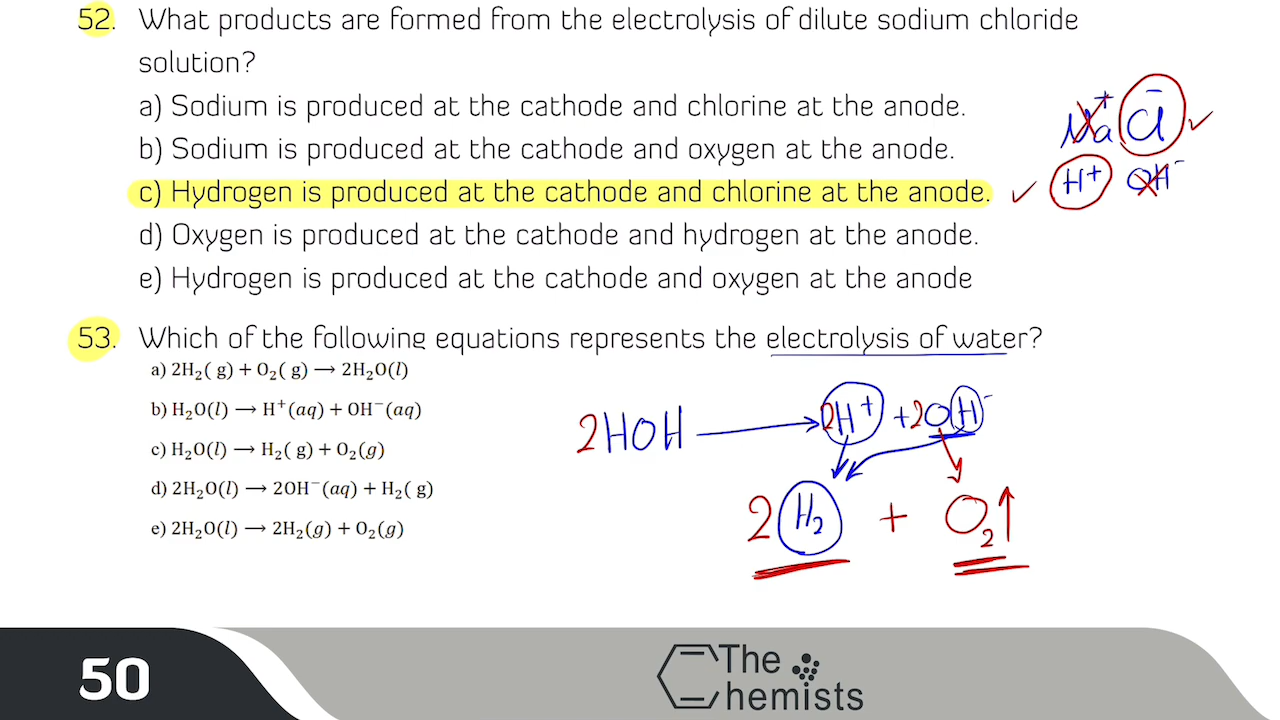 52. What products are formed from the electrolysis of dilute sodium chloride
solution?
a) Sodium is produced at the cathode and chlorine at the anode.
b) Sodium is produced at the cathode and oxygen at the anode.
c) Hydrogen is produced at the cathode and chlorine at the anode. ✓
d) Oxygen is produced at the cathode and hydrogen at the anode.
e) Hydrogen is produced at the cathode and oxygen at the anode
Na⁺ Cl⁻ ✓
H⁺ OH⁻
53. Which of the following equations represents the electrolysis of water?
a) 2H₂( g) + O₂( g) → 2H₂O(l)
b) H₂O(l) → H⁺(aq) + OH⁻(aq)
c) H₂O(l) → H₂( g) + O₂(g)
d) 2H₂O(l) → 2OH⁻(aq) + H₂( g)
e) 2H₂O(l) → 2H₂(g) + O₂(g)
2HOH → 2H⁺ + 2OH⁻
2H₂ + O₂↑
50
The
Chemists